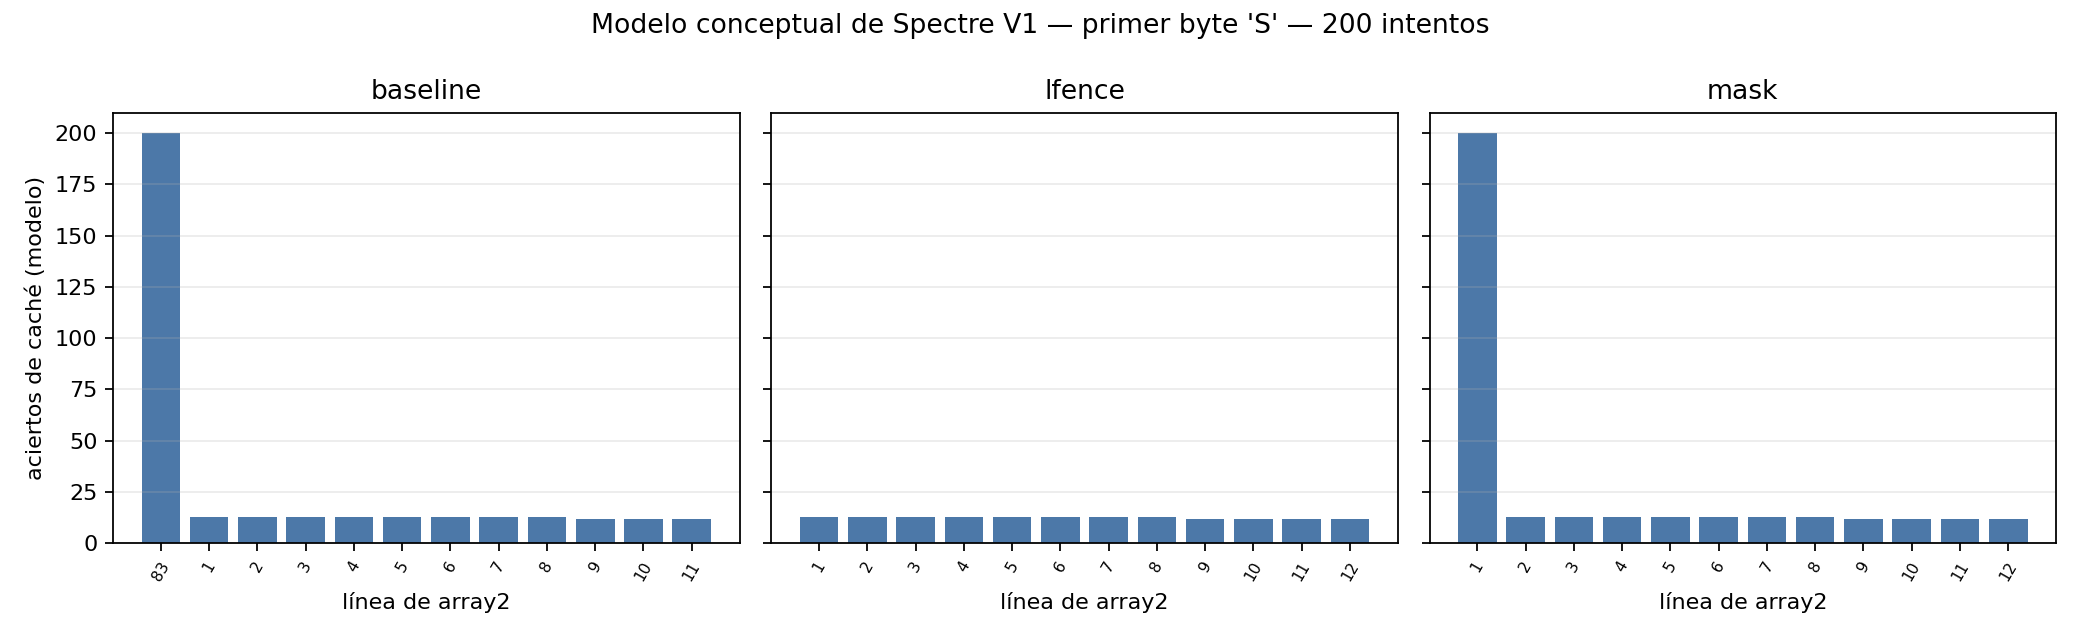 Modelo conceptual de Spectre V1 — primer byte 'S' — 200 intentos
baseline
lfence
mask
aciertos de caché (modelo)
200
175
150
125
100
75
50
25
0
83 1 2 3 4 5 6 7 8 9 10 11
1 2 3 4 5 6 7 8 9 10 11 12
1 2 3 4 5 6 7 8 9 10 11 12
línea de array2
línea de array2
línea de array2